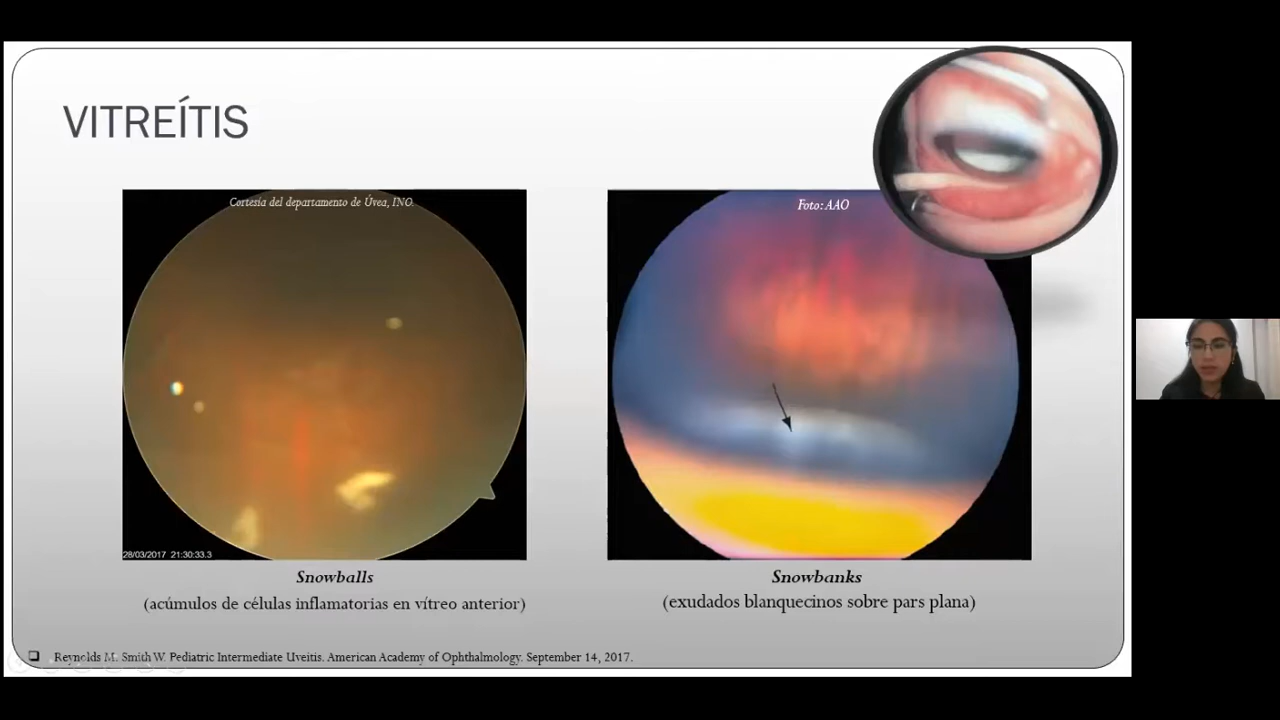 VITREÍTIS
Cortesía del departamento de Úvea, INO.
Foto: AAO
28/03/2017 21:30:33.3
Snowballs
(acúmulos de células inflamatorias en vítreo anterior)
Snowbanks
(exudados blanquecinos sobre pars plana)
Reynolds M. Smith W. Pediatric Intermediate Uveitis. American Academy of Ophthalmology. September 14, 2017.